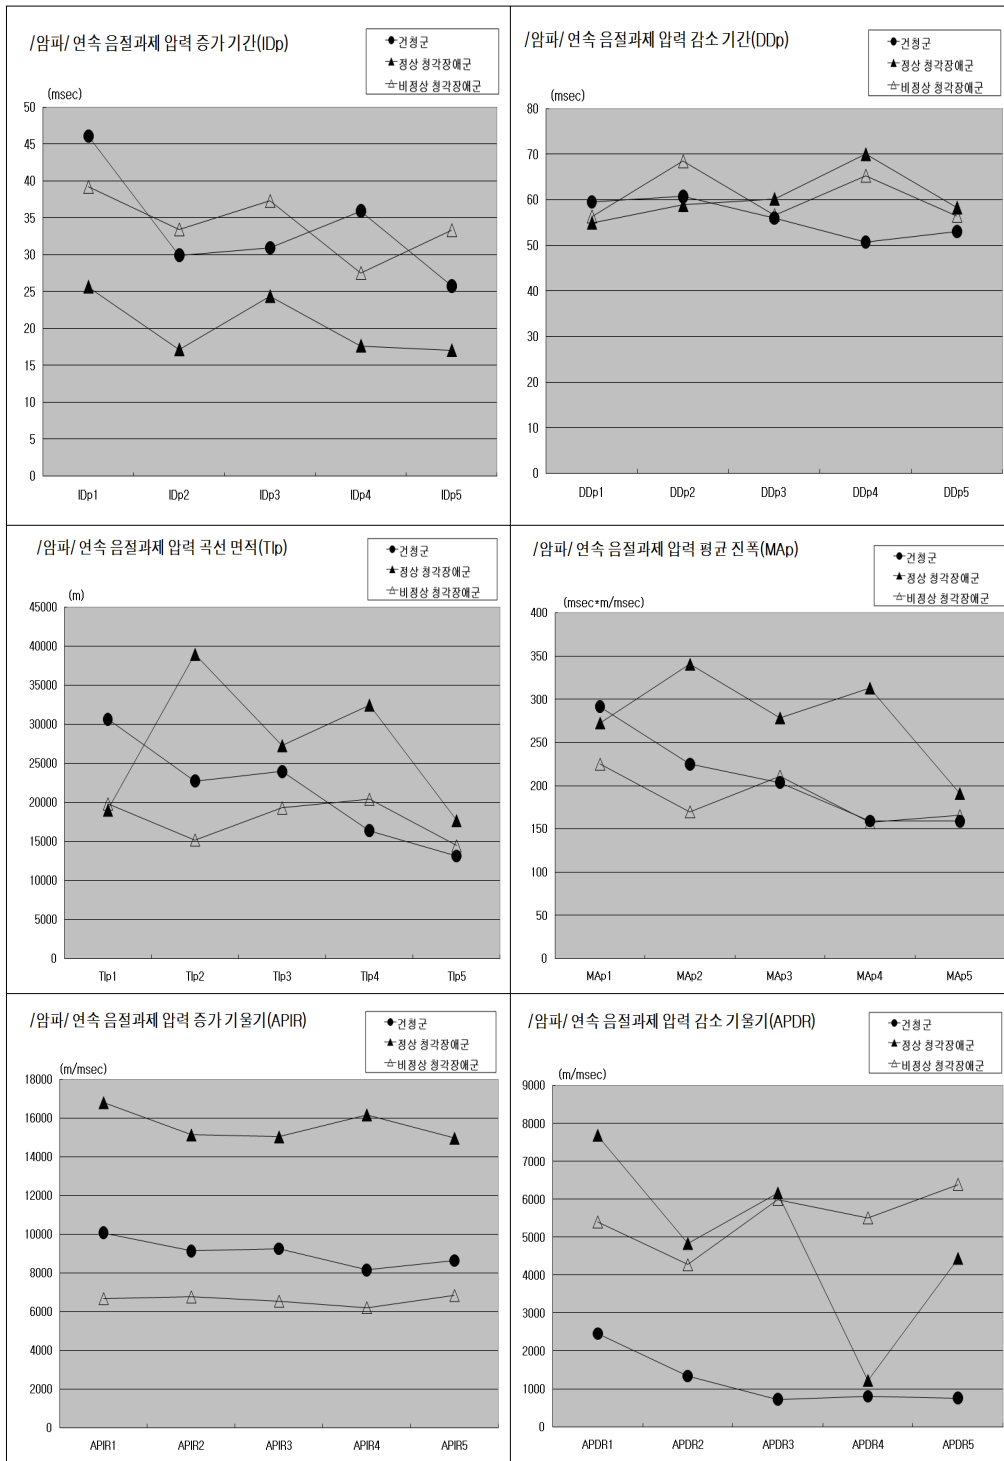 /암파/ 연속 음절과제 압력 증가 기간(IDp)
건청군
정상 청각장애군
비정상 청각장애군
(msec)
50
45
40
35
30
25
20
15
10
5
0
IDp1 IDp2 IDp3 IDp4 IDp5
/암파/ 연속 음절과제 압력 감소 기간(DDp)
건청군
정상 청각장애군
비정상 청각장애군
(msec)
80
70
60
50
40
30
20
10
0
DDp1 DDp2 DDp3 DDp4 DDp5
/암파/ 연속 음절과제 압력 곡선 면적(TIp)
건청군
정상 청각장애군
비정상 청각장애군
(m)
45000
40000
35000
30000
25000
20000
15000
10000
5000
0
TIp1 TIp2 TIp3 TIp4 TIp5
/암파/ 연속 음절과제 압력 평균 진폭(MAp)
건청군
정상 청각장애군
비정상 청각장애군
(msec*m/msec)
400
350
300
250
200
150
100
50
0
MAp1 MAp2 MAp3 MAp4 MAp5
/암파/ 연속 음절과제 압력 증가 기울기(APIR)
건청군
정상 청각장애군
비정상 청각장애군
(m/msec)
18000
16000
14000
12000
10000
8000
6000
4000
2000
0
APIR1 APIR2 APIR3 APIR4 APIR5
/암파/ 연속 음절과제 압력 감소 기울기(APDR)
건청군
정상 청각장애군
비정상 청각장애군
(m/msec)
9000
8000
7000
6000
5000
4000
3000
2000
1000
0
APDR1 APDR2 APDR3 APDR4 APDR5